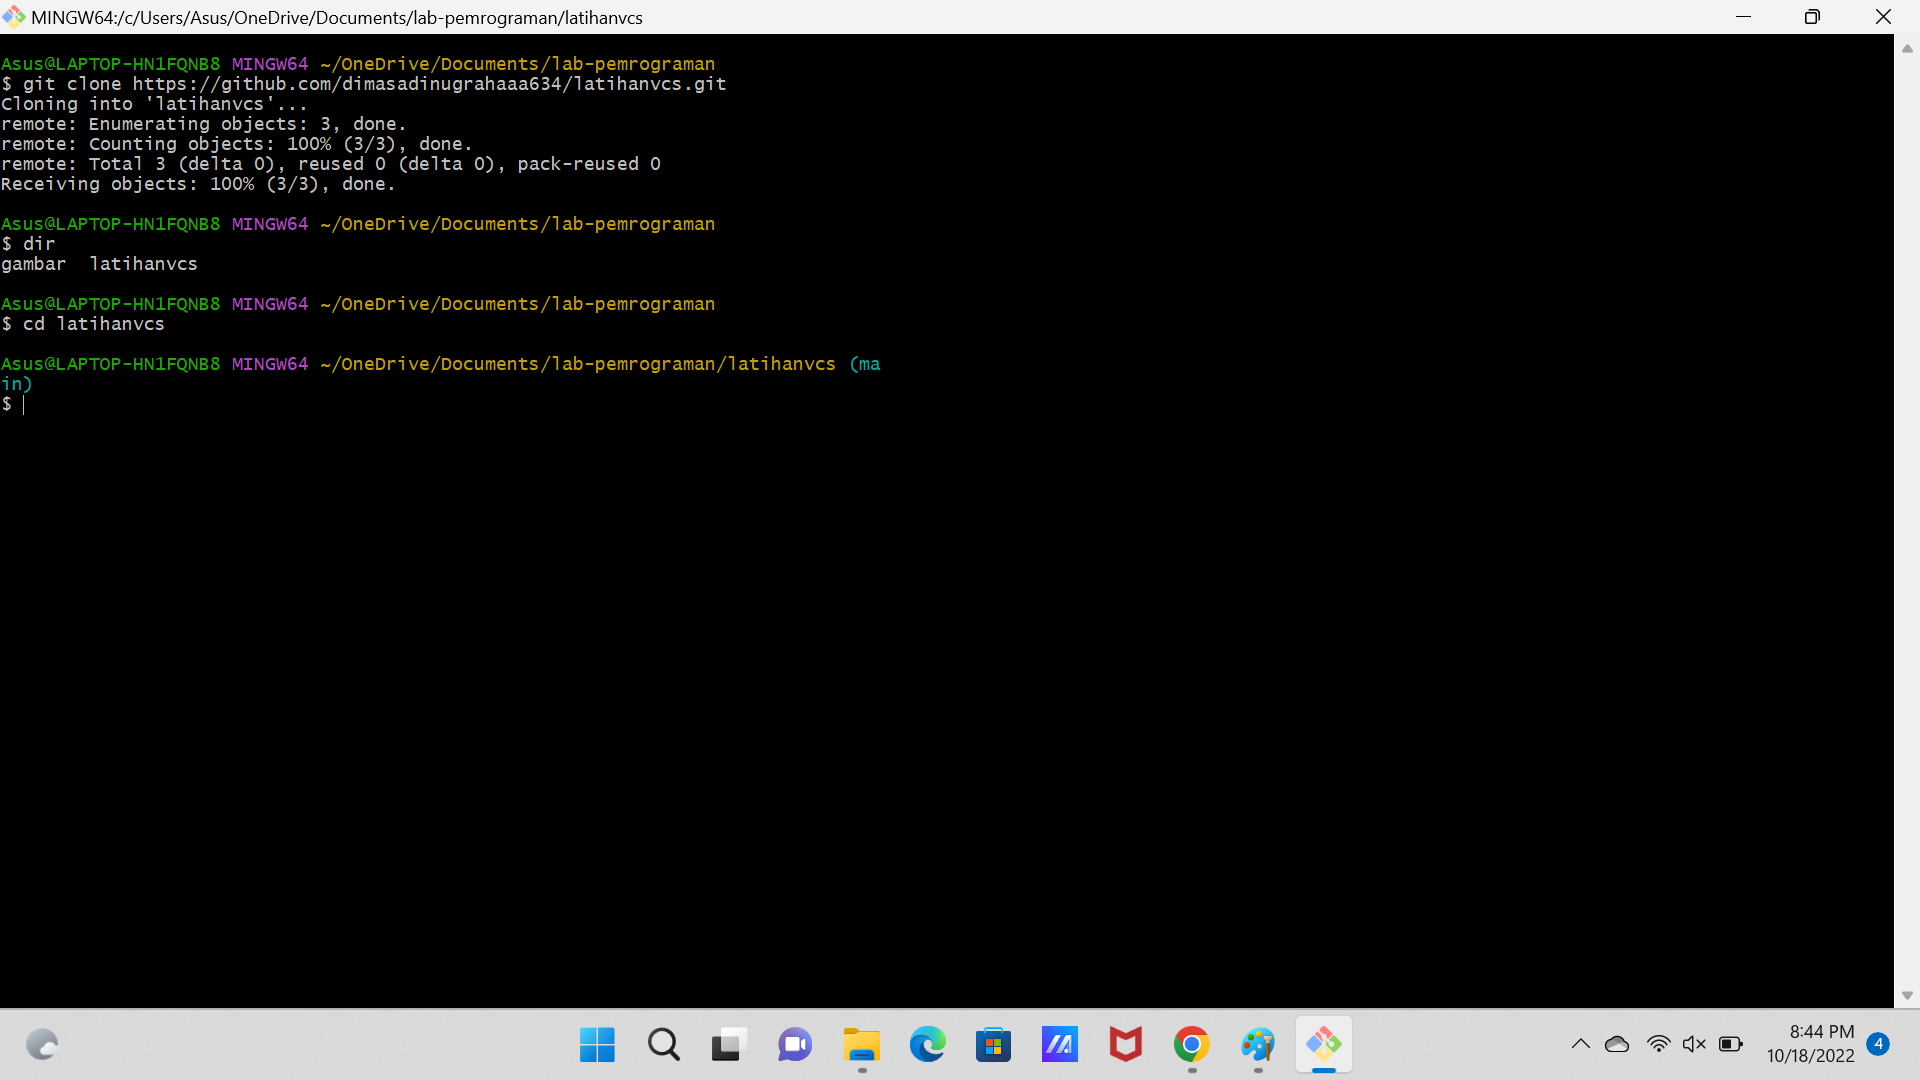 MINGW64:/c/Users/Asus/OneDrive/Documents/lab-pemrograman/latihanvcs
Asus@LAPTOP-HN1FQNB8 MINGW64 ~/OneDrive/Documents/lab-pemrograman
$ git clone https://github.com/dimasadinugrahaaa634/latihanvcs.git
Cloning into 'latihanvcs'...
remote: Enumerating objects: 3, done.
remote: Counting objects: 100% (3/3), done.
remote: Total 3 (delta 0), reused 0 (delta 0), pack-reused 0
Receiving objects: 100% (3/3), done.
Asus@LAPTOP-HN1FQNB8 MINGW64 ~/OneDrive/Documents/lab-pemrograman
$ dir
gambar  latihanvcs
Asus@LAPTOP-HN1FQNB8 MINGW64 ~/OneDrive/Documents/lab-pemrograman
$ cd latihanvcs
Asus@LAPTOP-HN1FQNB8 MINGW64 ~/OneDrive/Documents/lab-pemrograman/latihanvcs (ma
in)
$
8:44 PM
10/18/2022
4